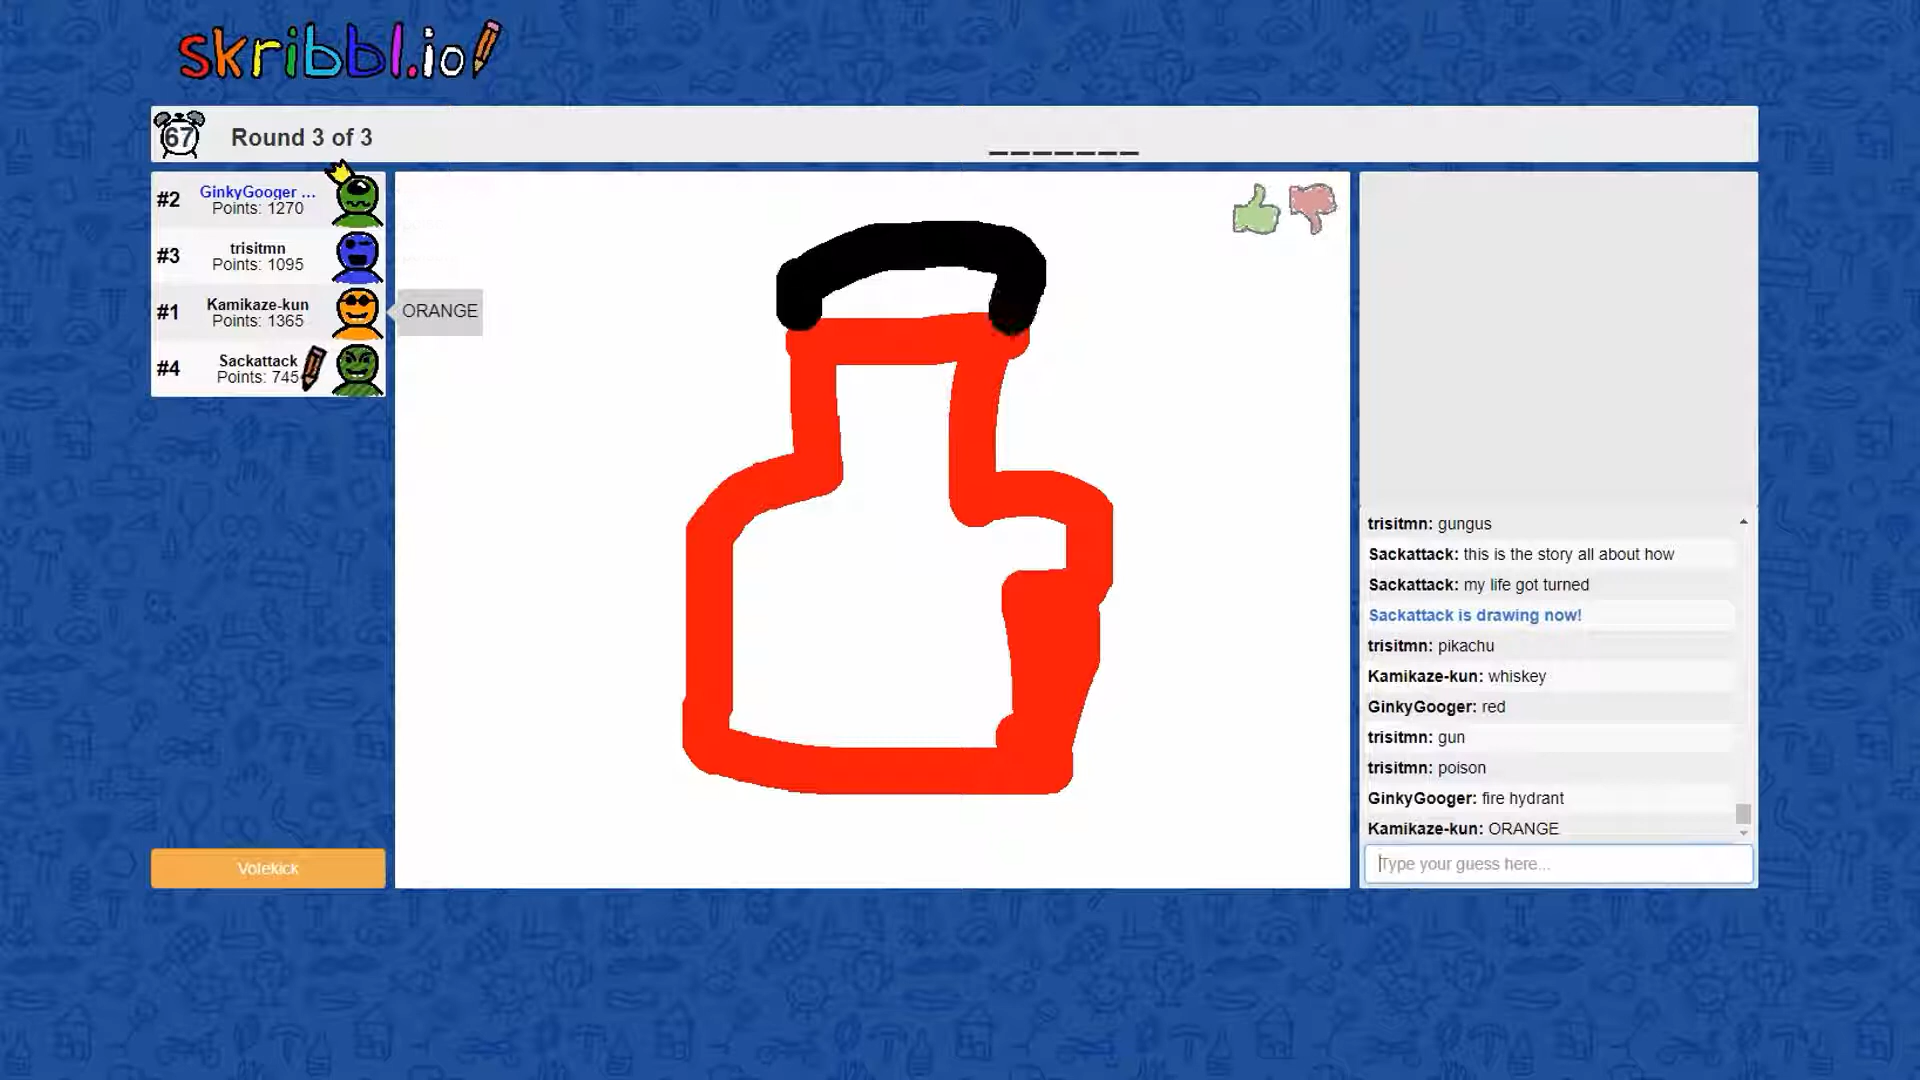 skribbl.io
67
Round 3 of 3
_______
#2
GinkyGooger ...
Points: 1270
#3
trisitmn
Points: 1095
#1
Kamikaze-kun
Points: 1365
#4
Sackattack
Points: 745
ORANGE
trisitmn: gungus
Sackattack: this is the story all about how
Sackattack: my life got turned
Sackattack is drawing now!
trisitmn: pikachu
Kamikaze-kun: whiskey
GinkyGooger: red
trisitmn: gun
trisitmn: poison
GinkyGooger: fire hydrant
Kamikaze-kun: ORANGE
Type your guess here...
Votekick